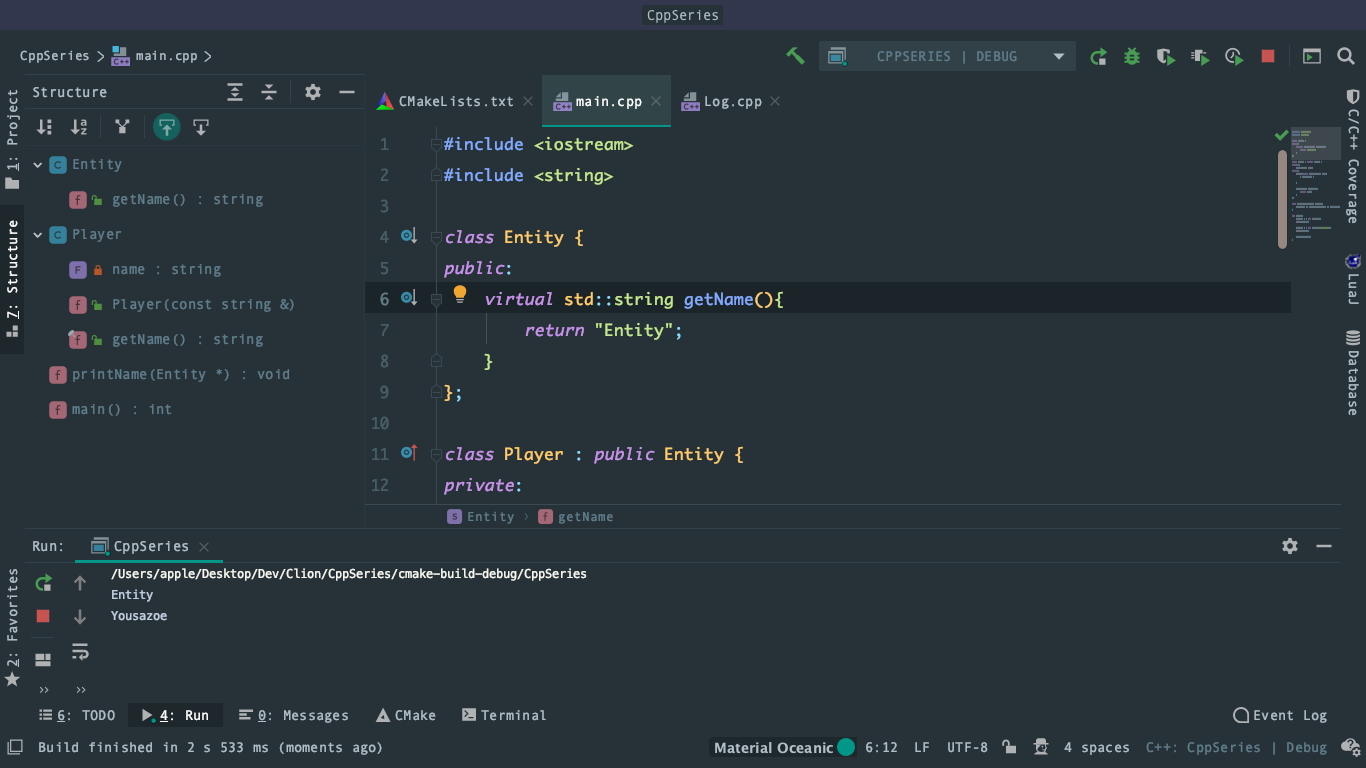 CppSeries
CppSeries main.cpp
CPPSERIES | DEBUG
1: Project
Z: Structure
2: Favorites
Structure
Entity
getName() : string
Player
name : string
Player(const string &)
getName() : string
printName(Entity *) : void
main() : int
CMakeLists.txt
main.cpp
Log.cpp
1 #include <iostream>
2 #include <string>
3
4 class Entity {
5 public:
6 virtual std::string getName(){
7 return "Entity";
8 }
9 };
10
11 class Player : public Entity {
12 private:
Entity › getName
C/C++ Coverage
LuaJ
Database
Run: CppSeries
/Users/apple/Desktop/Dev/Clion/CppSeries/cmake-build-debug/CppSeries
Entity
Yousazoe
6: TODO 4: Run 0: Messages CMake Terminal Event Log
Build finished in 2 s 533 ms (moments ago) Material Oceanic 6:12 LF UTF-8 4 spaces C++: CppSeries | Debug